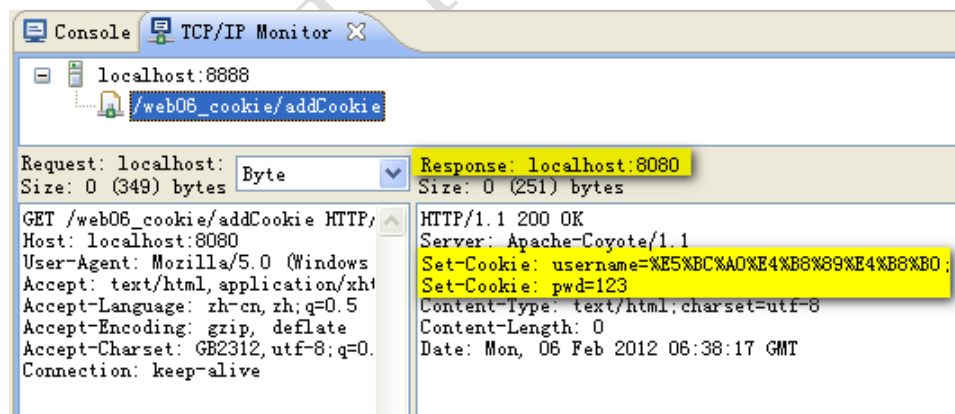 Console TCP/IP Monitor
localhost:8888
/web06_cookie/addCookie
Request: localhost:
Size: 0 (349) bytes
Byte
Response: localhost:8080
Size: 0 (251) bytes
GET /web06_cookie/addCookie HTTP/
Host: localhost:8080
User-Agent: Mozilla/5.0 (Windows
Accept: text/html,application/xht
Accept-Language: zh-cn,zh;q=0.5
Accept-Encoding: gzip, deflate
Accept-Charset: GB2312,utf-8;q=0.
Connection: keep-alive
HTTP/1.1 200 OK
Server: Apache-Coyote/1.1
Set-Cookie: username=%E5%BC%A0%E4%B8%89%E4%B8%B0;
Set-Cookie: pwd=123
Content-Type: text/html;charset=utf-8
Content-Length: 0
Date: Mon, 06 Feb 2012 06:38:17 GMT